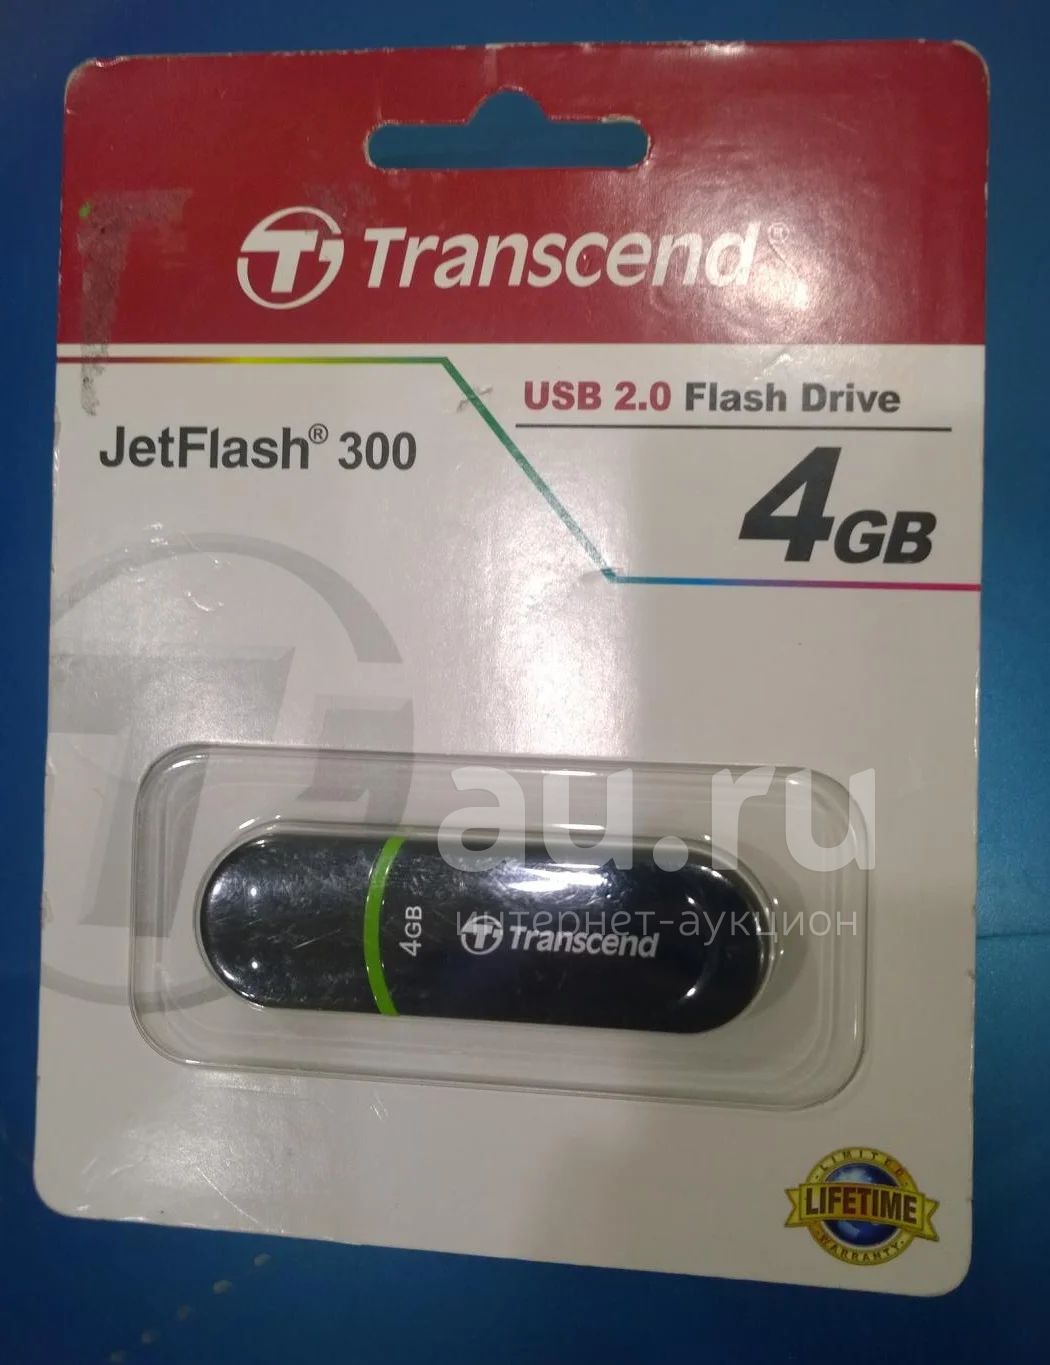 Transcend®
USB 2.0 Flash Drive
JetFlash® 300
4GB
au.ru
интернет-аукцион
4GB
Transcend
LIMITED
LIFETIME
WARRANTY